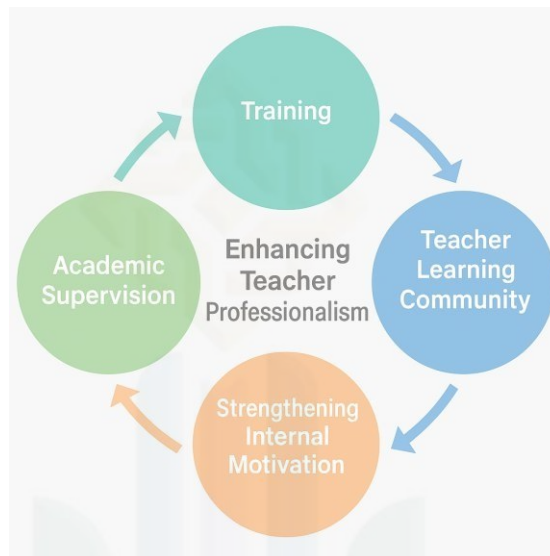 Training
Teacher
Learning
Community
Enhancing
Teacher
Professionalism
Academic
Supervision
Strengthening
Internal
Motivation